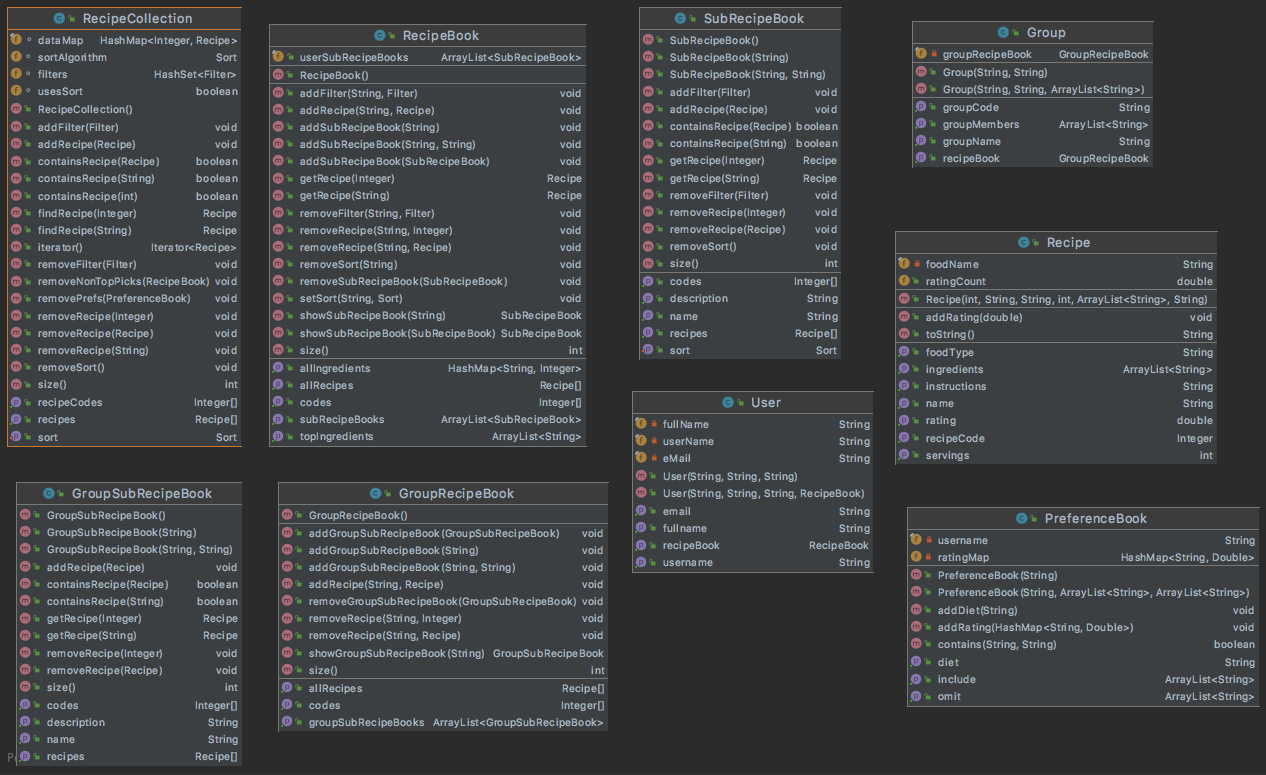 RecipeCollection
dataMap HashMap<Integer, Recipe>
sortAlgorithm Sort
filters HashSet<Filter>
usesSort boolean
RecipeCollection()
addFilter(Filter) void
addRecipe(Recipe) void
containsRecipe(Recipe) boolean
containsRecipe(String) boolean
containsRecipe(int) boolean
findRecipe(Integer) Recipe
findRecipe(String) Recipe
iterator() Iterator<Recipe>
removeFilter(Filter) void
removeNonTopPicks(RecipeBook) void
removePrefs(PreferenceBook) void
removeRecipe(Integer) void
removeRecipe(Recipe) void
removeRecipe(String) void
removeSort() void
size() int
recipeCodes Integer[]
recipes Recipe[]
sort Sort
RecipeBook
userSubRecipeBooks ArrayList<SubRecipeBook>
RecipeBook()
addFilter(String, Filter) void
addRecipe(String, Recipe) void
addSubRecipeBook(String) void
addSubRecipeBook(String, String) void
addSubRecipeBook(SubRecipeBook) void
getRecipe(Integer) Recipe
getRecipe(String) Recipe
removeFilter(String, Filter) void
removeRecipe(String, Integer) void
removeRecipe(String, Recipe) void
removeSort(String) void
removeSubRecipeBook(SubRecipeBook) void
setSort(String, Sort) void
showSubRecipeBook(String) SubRecipeBook
showSubRecipeBook(SubRecipeBook) SubRecipeBook
size() int
allIngredients HashMap<String, Integer>
allRecipes Recipe[]
codes Integer[]
subRecipeBooks ArrayList<SubRecipeBook>
topIngredients ArrayList<String>
SubRecipeBook
SubRecipeBook()
SubRecipeBook(String)
SubRecipeBook(String, String)
addFilter(Filter) void
addRecipe(Recipe) void
containsRecipe(Recipe) boolean
containsRecipe(String) boolean
getRecipe(Integer) Recipe
getRecipe(String) Recipe
removeFilter(Filter) void
removeRecipe(Integer) void
removeRecipe(Recipe) void
removeSort() void
size() int
codes Integer[]
description String
name String
recipes Recipe[]
sort Sort
Group
groupRecipeBook GroupRecipeBook
Group(String, String)
Group(String, String, ArrayList<String>)
groupCode String
groupMembers ArrayList<String>
groupName String
recipeBook GroupRecipeBook
Recipe
foodName String
ratingCount double
Recipe(int, String, String, int, ArrayList<String>, String)
addRating(double) void
toString() String
foodType String
ingredients ArrayList<String>
instructions String
name String
rating double
recipeCode Integer
servings int
User
fullName String
userName String
eMail String
User(String, String, String)
User(String, String, String, RecipeBook)
email String
fullname String
recipeBook RecipeBook
username String
GroupSubRecipeBook
GroupSubRecipeBook()
GroupSubRecipeBook(String)
GroupSubRecipeBook(String, String)
addRecipe(Recipe) void
containsRecipe(Recipe) boolean
containsRecipe(String) boolean
getRecipe(Integer) Recipe
getRecipe(String) Recipe
removeRecipe(Integer) void
removeRecipe(Recipe) void
size() int
codes Integer[]
description String
name String
recipes Recipe[]
GroupRecipeBook
GroupRecipeBook()
addGroupSubRecipeBook(GroupSubRecipeBook) void
addGroupSubRecipeBook(String) void
addGroupSubRecipeBook(String, String) void
addRecipe(String, Recipe) void
removeGroupSubRecipeBook(GroupSubRecipeBook) void
removeRecipe(String, Integer) void
removeRecipe(String, Recipe) void
showGroupSubRecipeBook(String) GroupSubRecipeBook
size() int
allRecipes Recipe[]
codes Integer[]
groupSubRecipeBooks ArrayList<GroupSubRecipeBook>
PreferenceBook
username String
ratingMap HashMap<String, Double>
PreferenceBook(String)
PreferenceBook(String, ArrayList<String>, ArrayList<String>)
addDiet(String) void
addRating(HashMap<String, Double>) void
contains(String, String) boolean
diet String
include ArrayList<String>
omit ArrayList<String>